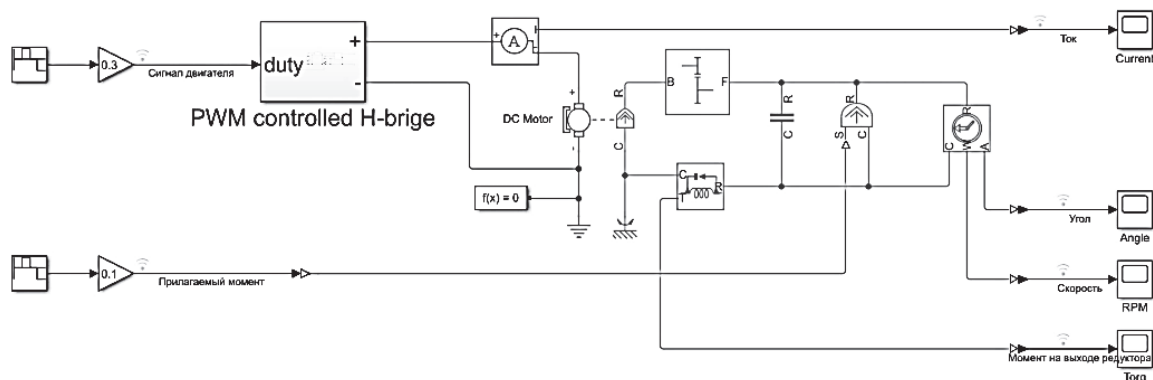 0.3
Сигнал двигателя
duty
+
-
PWM controlled H-brige
+
A
I
-
Ток
Current
DC Motor
+
-
R
C
B
F
R
C
R
S
C
R
C
W
A
f(x) = 0
C
R
T
Угол
Angle
0.1
Прилагаемый момент
Скорость
RPM
Момент на выходе редуктора
Torq